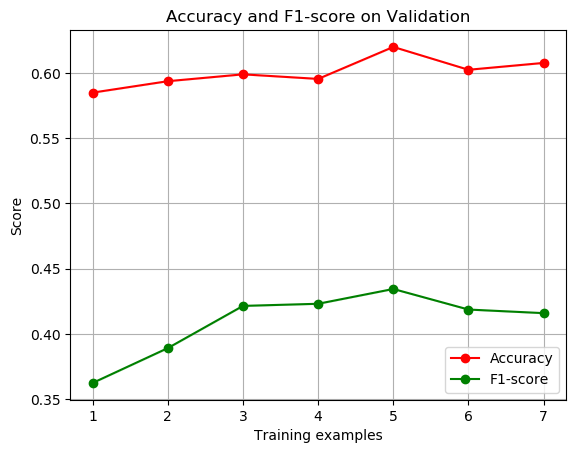 Accuracy and F1-score on Validation
Score
0.60
0.55
0.50
0.45
0.40
0.35
1 2 3 4 5 6 7
Training examples
Accuracy
F1-score